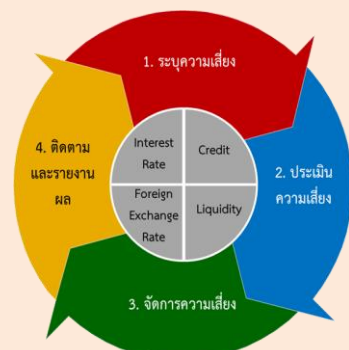 1. ระบุความเสี่ยง
2. ประเมิน
ความเสี่ยง
3. จัดการความเสี่ยง
4. ติดตาม
และรายงาน
ผล
Interest
Rate
Credit
Foreign
Exchange
Rate
Liquidity